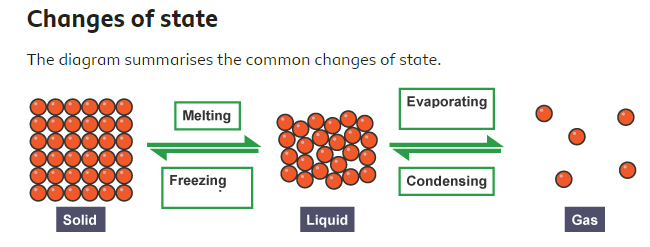 Changes of state
The diagram summarises the common changes of state.
Melting
Evaporating
Freezing
Condensing
Solid
Liquid
Gas